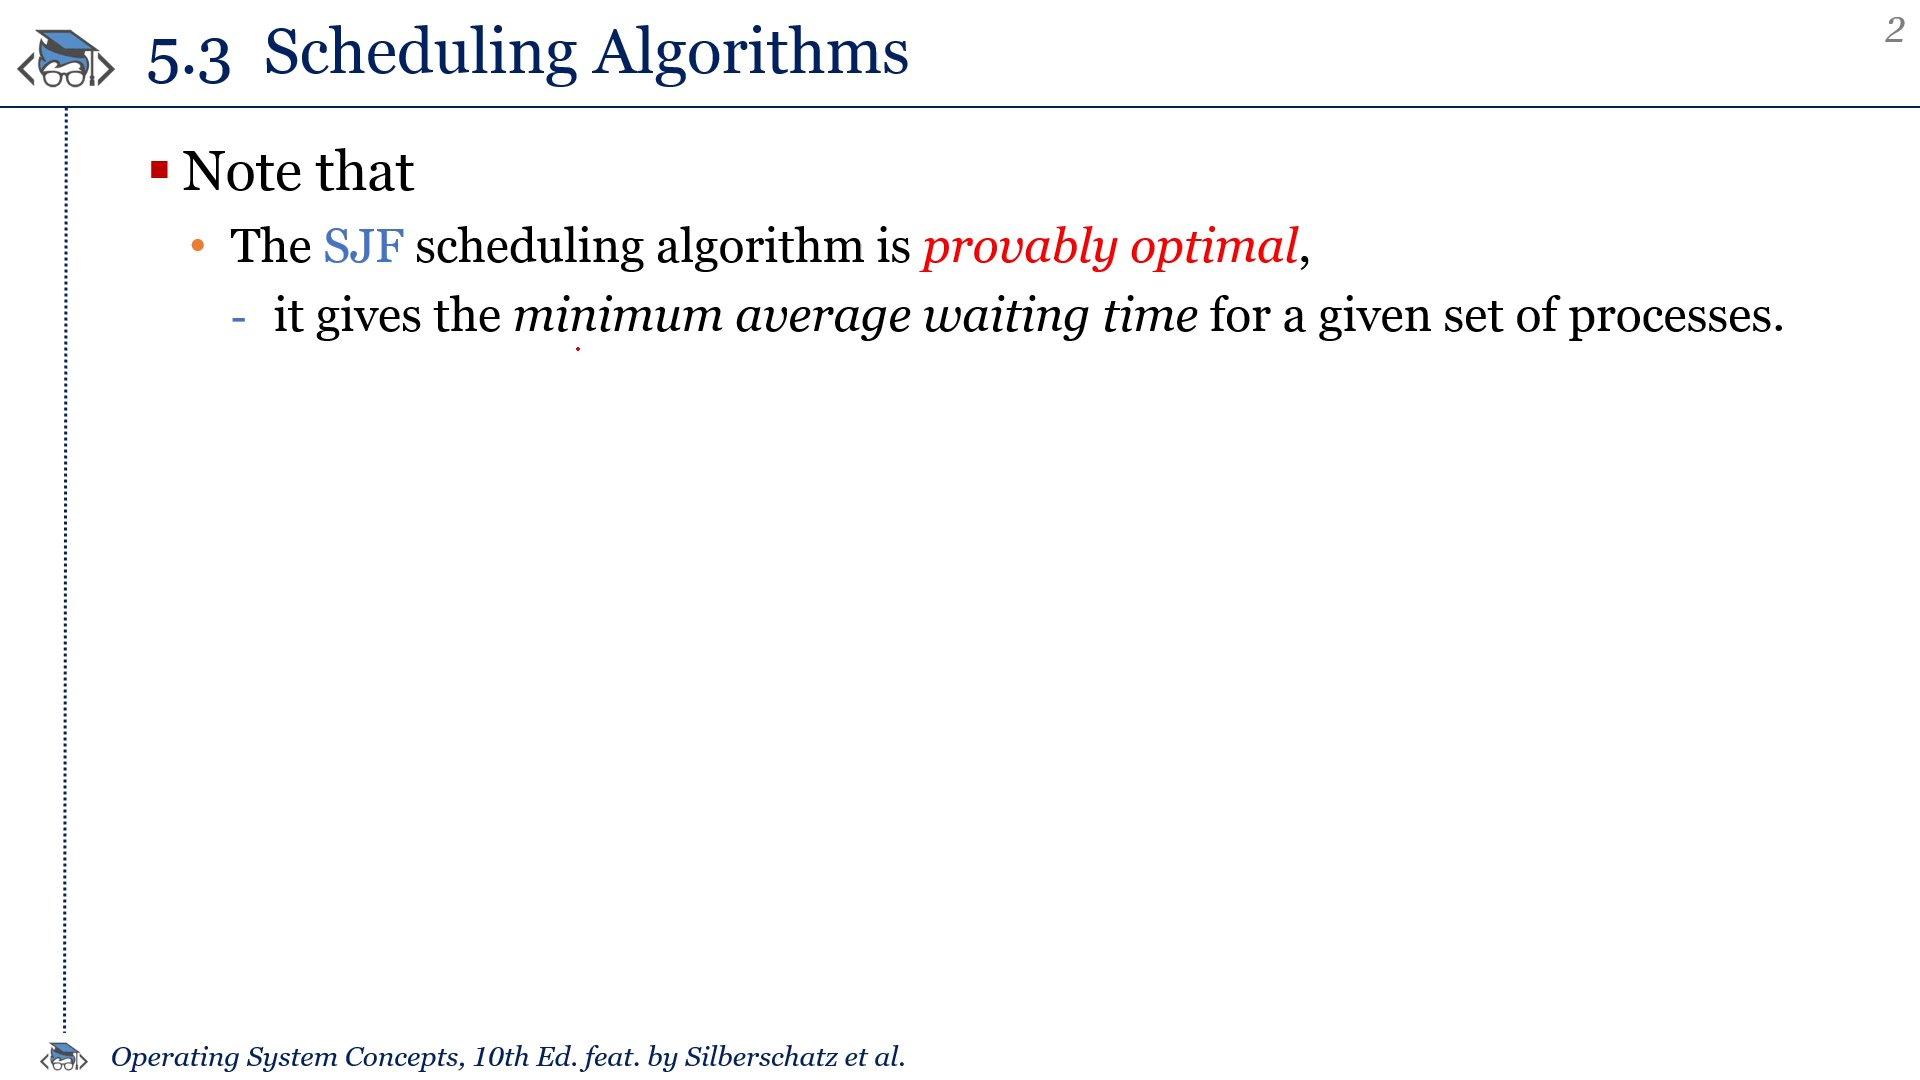 5.3 Scheduling Algorithms
2
▪ Note that
• The SJF scheduling algorithm is provably optimal,
- it gives the minimum average waiting time for a given set of processes.
Operating System Concepts, 10th Ed. feat. by Silberschatz et al.